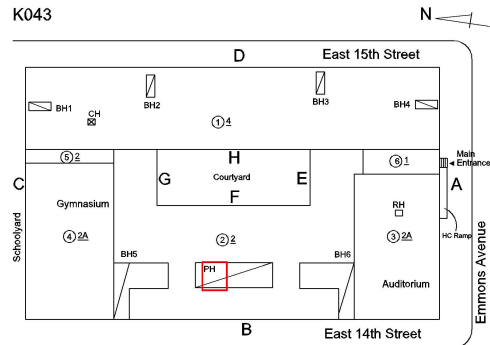 K043
N
D
East 15th Street
BH1
BH2
BH3
BH4
CH
1 4
5 2
H
6 1
Main
Entrance
C
G
Courtyard
E
A
F
Schoolyard
Gymnasium
RH
HC Ramp
4 2A
2 2
3 2A
BH5
PH
BH6
Auditorium
Emmons Avenue
B
East 14th Street